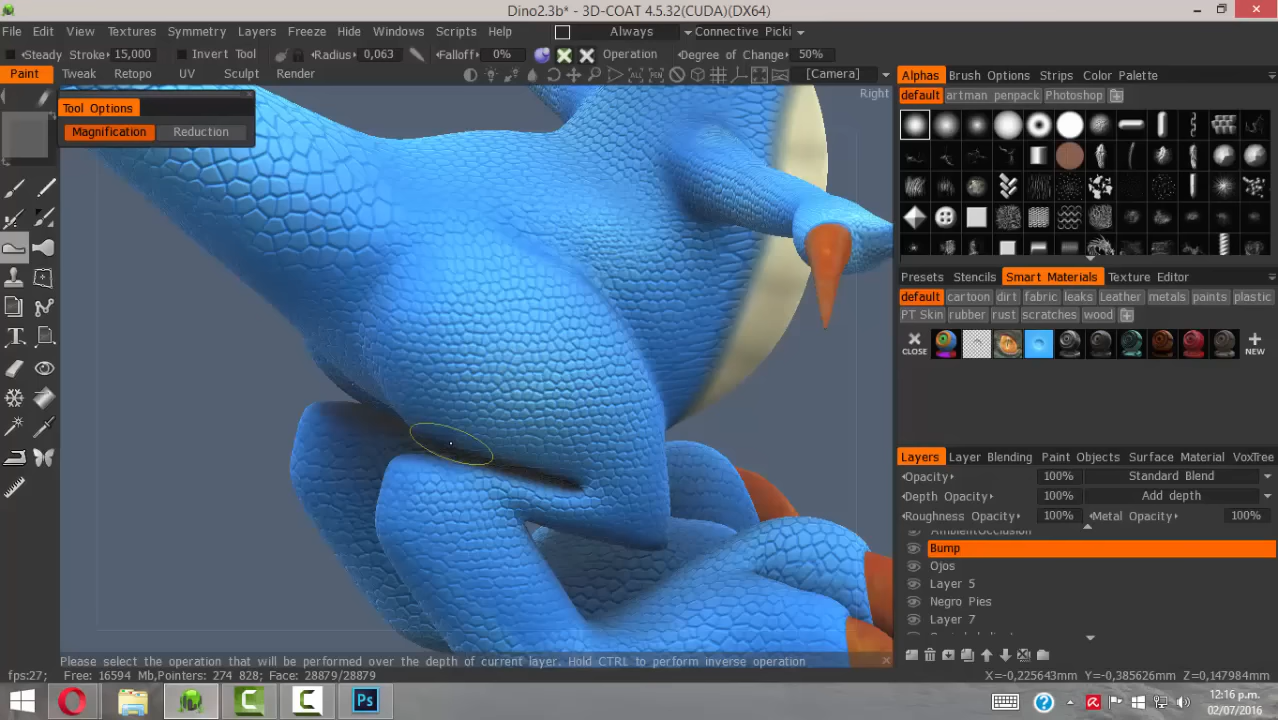 Dino2.3b* - 3D-COAT 4.5.32(CUDA)(DX64)
File Edit View Textures Symmetry Layers Freeze Hide Windows Scripts Help Always Connective Picki
Steady Stroke 15,000 Invert Tool Radius 0,063 Falloff 0% Operation Degree of Change 50%
Paint Tweak Retopo UV Sculpt Render [Camera]
Right
Tool Options
Magnification Reduction
Alphas Brush Options Strips Color Palette
default artman penpack Photoshop
Presets Stencils Smart Materials Texture Editor
default cartoon dirt fabric leaks Leather metals paints plastic
PT Skin rubber rust scratches wood
CLOSE NEW
Layers Layer Blending Paint Objects Surface Material VoxTree
Opacity 100% Standard Blend
Depth Opacity 100% Add depth
Roughness Opacity 100% Metal Opacity 100%
Bump
Ojos
Layer 5
Negro Pies
Layer 7
Please select the operation that will be performed over the depth of current layer. Hold CTRL to perform inverse operation
fps:27; Free: 16594 Mb,Pointers: 274 828; Face: 28879/28879 X=-0,225643mm Y=-0,385626mm Z=0,147984mm
Ps
12:16 p.m.
02/07/2016